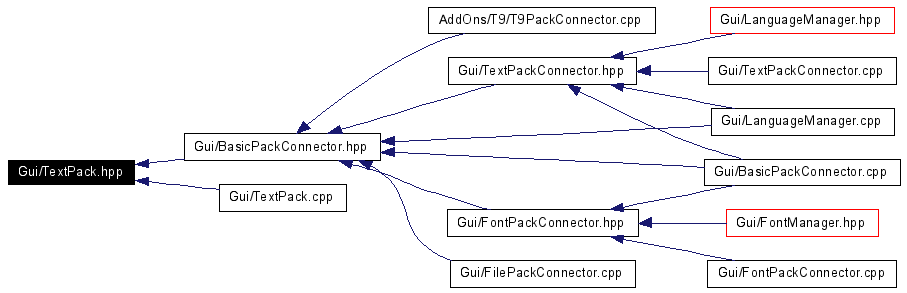 AddOns/T9/T9PackConnector.cpp
Gui/LanguageManager.hpp
Gui/TextPackConnector.hpp
Gui/TextPackConnector.cpp
Gui/LanguageManager.cpp
Gui/BasicPackConnector.hpp
Gui/TextPack.hpp
Gui/BasicPackConnector.cpp
Gui/TextPack.cpp
Gui/FontPackConnector.hpp
Gui/FontManager.hpp
Gui/FilePackConnector.cpp
Gui/FontPackConnector.cpp